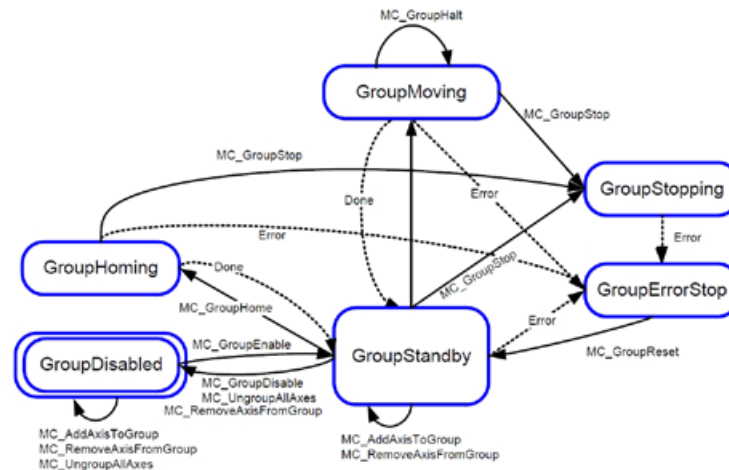 MC_GroupHalt
GroupMoving
MC_GroupStop
MC_GroupStop
GroupStopping
Done
Error
Error
Error
GroupHoming
Done
MC_GroupStop
GroupErrorStop
MC_GroupHome
Error
MC_GroupEnable
GroupStandby
MC_GroupReset
GroupDisabled
MC_GroupDisable
MC_UngroupAllAxes
MC_RemoveAxisFromGroup
MC_AddAxisToGroup
MC_RemoveAxisFromGroup
MC_UngroupAllAxes
MC_AddAxisToGroup
MC_RemoveAxisFromGroup